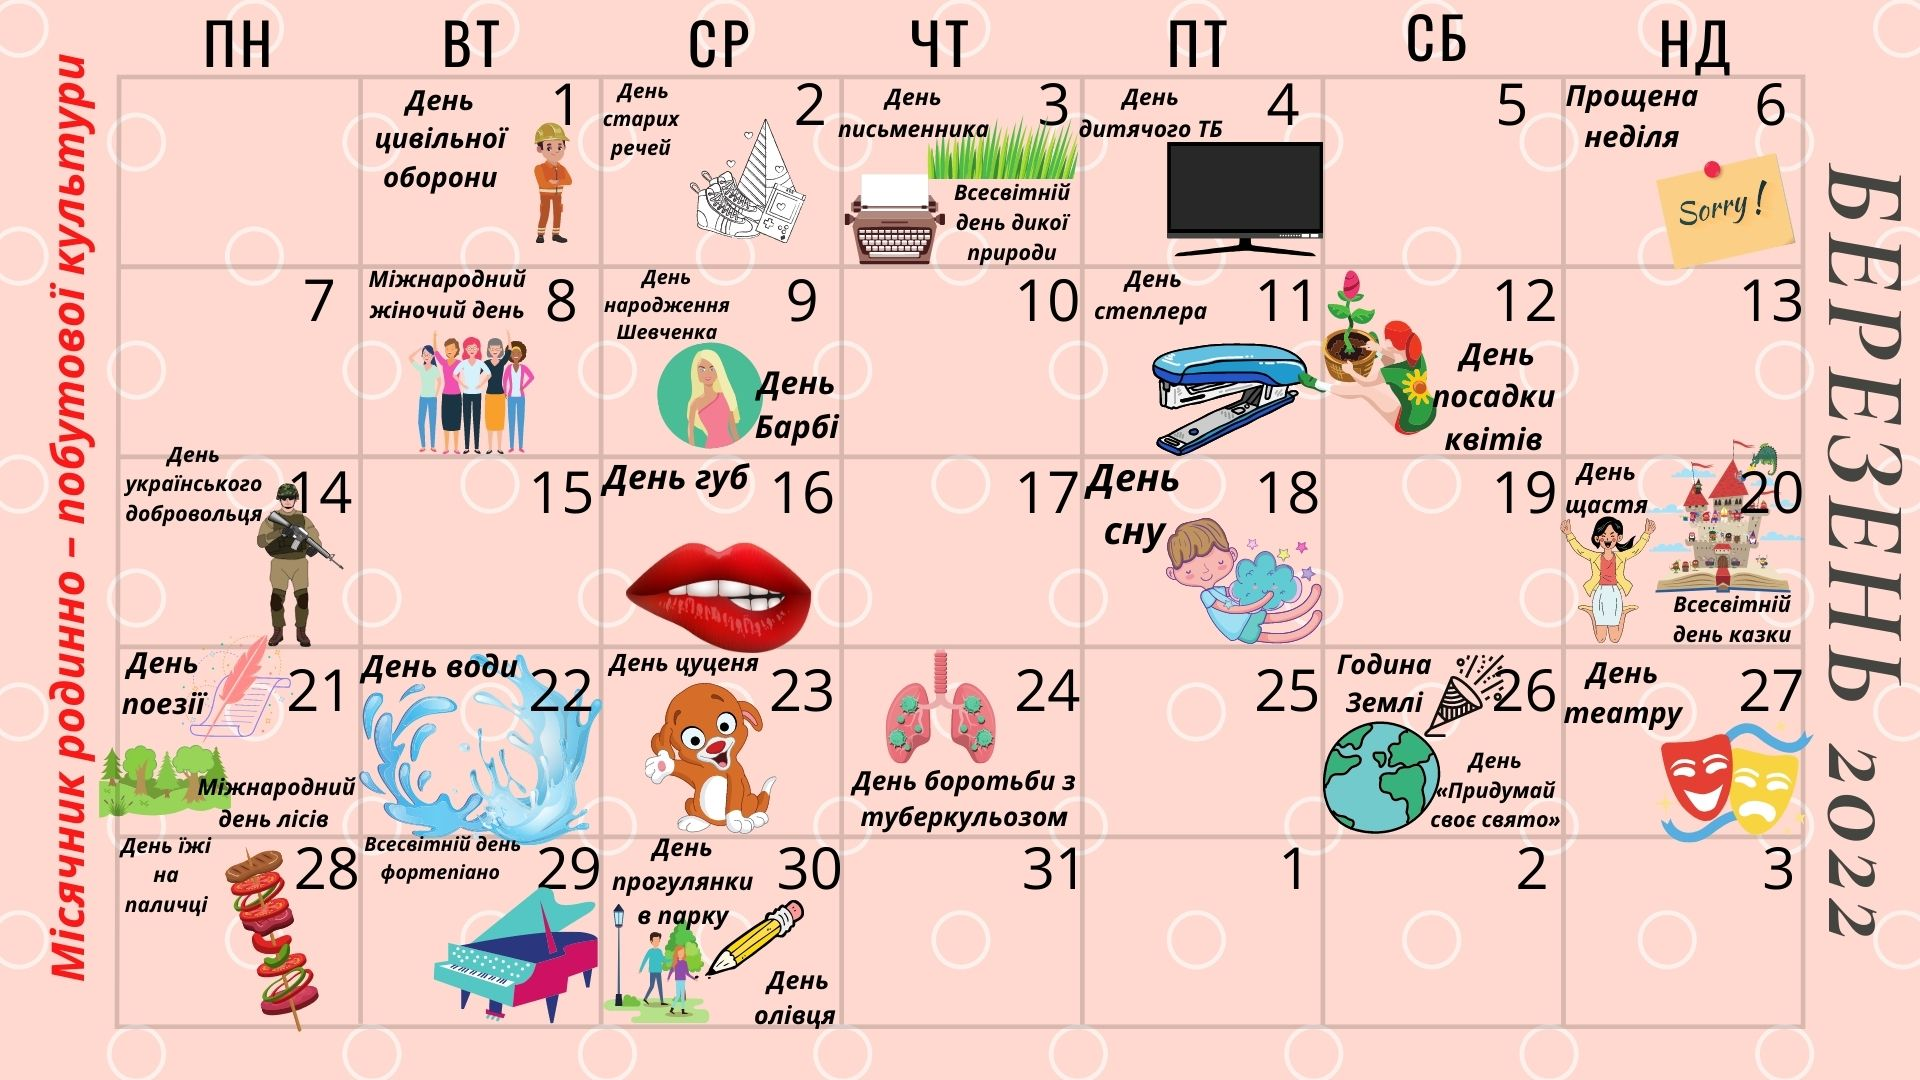 ПН ВТ СР ЧТ ПТ СБ НД
Місячник родинно – побутової культури
БЕРЕЗЕНЬ 2022
День
цивільної
оборони
1
День
старих
речей
2
День
письменника
3
Всесвітній
день дикої
природи
День
дитячого ТБ
4
5
Прощена
неділя
6
Sorry!
7
Міжнародний
жіночий день
8
День
народження
Шевченка
9
День
Барбі
10
День
степлера
11
12
День
посадки
квітів
13
День
українського
добровольця
14
15
День губ
16
17
День
сну
18
19
День
щастя
20
Всесвітній
день казки
День
поезії
21
Міжнародний
день лісів
День води
22
День цуценя
23
24
День боротьби з
туберкульозом
25
Година
Землі
26
День
«Придумай
своє свято»
День
театру
27
День їжі
на
паличці
28
Всесвітній день
фортепіано
29
День
прогулянки
в парку
30
День
олівця
31
1
2
3